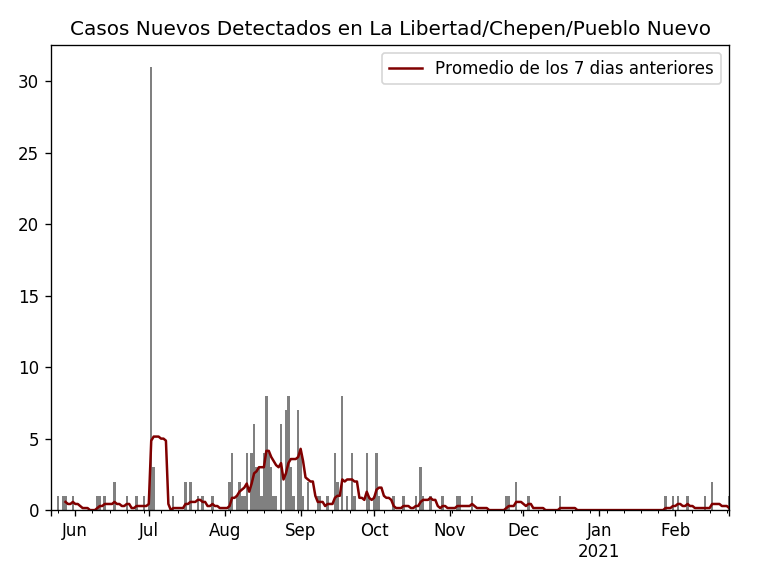 Casos Nuevos Detectados en La Libertad/Chepen/Pueblo Nuevo
Promedio de los 7 dias anteriores
30
25
20
15
10
5
0
Jun Jul Aug Sep Oct Nov Dec Jan Feb
2021